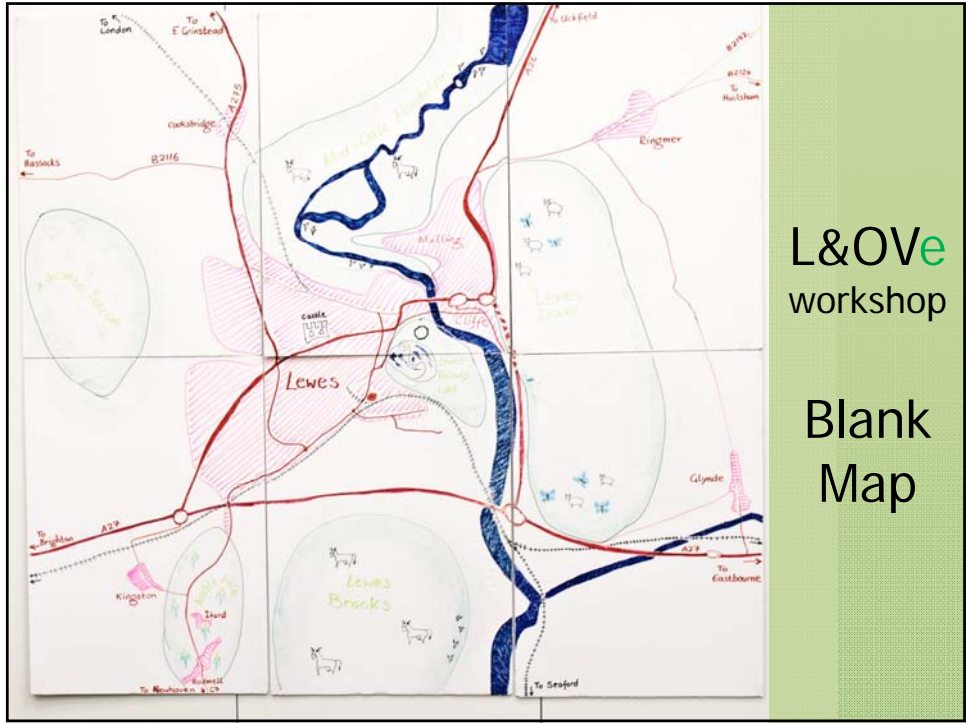 To
London
To
E. Grinstead
To Uckfield
A275
A26
B2192
B2124
To
Hailsham
Cooksbridge
To
Hassocks
B2116
Ringmer
Malling
Castle
Cliffe
Lewes
Lewes
Glynde
To
Brighton
A27
A27
To
Eastbourne
Kingston
Iford
Rodmell
Lewes
Brooks
To Newhaven
To Seaford
L&OVe
workshop
Blank
Map